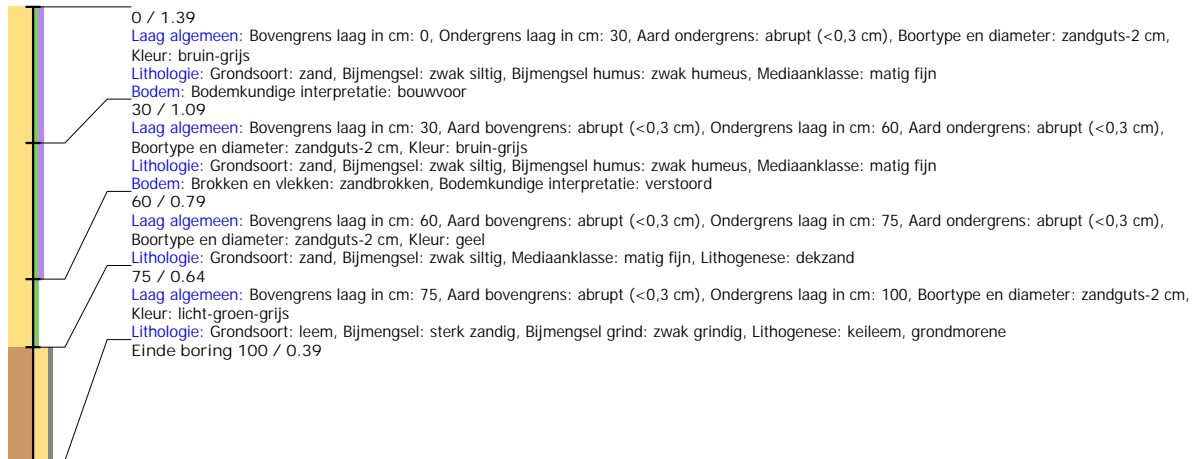 0 / 1.39
Laag algemeen: Bovengrens laag in cm: 0, Ondergrens laag in cm: 30, Aard ondergrens: abrupt (<0,3 cm), Boortype en diameter: zandguts-2 cm,
Kleur: bruin-grijs
Lithologie: Grondsoort: zand, Bijmengsel: zwak siltig, Bijmengsel humus: zwak humeus, Mediaanklasse: matig fijn
Bodem: Bodemkundige interpretatie: bouwvoor
30 / 1.09
Laag algemeen: Bovengrens laag in cm: 30, Aard bovengrens: abrupt (<0,3 cm), Ondergrens laag in cm: 60, Aard ondergrens: abrupt (<0,3 cm),
Boortype en diameter: zandguts-2 cm, Kleur: bruin-grijs
Lithologie: Grondsoort: zand, Bijmengsel: zwak siltig, Bijmengsel humus: zwak humeus, Mediaanklasse: matig fijn
Bodem: Brokken en vlekken: zandbrokken, Bodemkundige interpretatie: verstoord
60 / 0.79
Laag algemeen: Bovengrens laag in cm: 60, Aard bovengrens: abrupt (<0,3 cm), Ondergrens laag in cm: 75, Aard ondergrens: abrupt (<0,3 cm),
Boortype en diameter: zandguts-2 cm, Kleur: geel
Lithologie: Grondsoort: zand, Bijmengsel: zwak siltig, Mediaanklasse: matig fijn, Lithogenese: dekzand
75 / 0.64
Laag algemeen: Bovengrens laag in cm: 75, Aard bovengrens: abrupt (<0,3 cm), Ondergrens laag in cm: 100, Boortype en diameter: zandguts-2 cm,
Kleur: licht-groen-grijs
Lithologie: Grondsoort: leem, Bijmengsel: sterk zandig, Bijmengsel grind: zwak grindig, Lithogenese: keileem, grondmorene
Einde boring 100 / 0.39